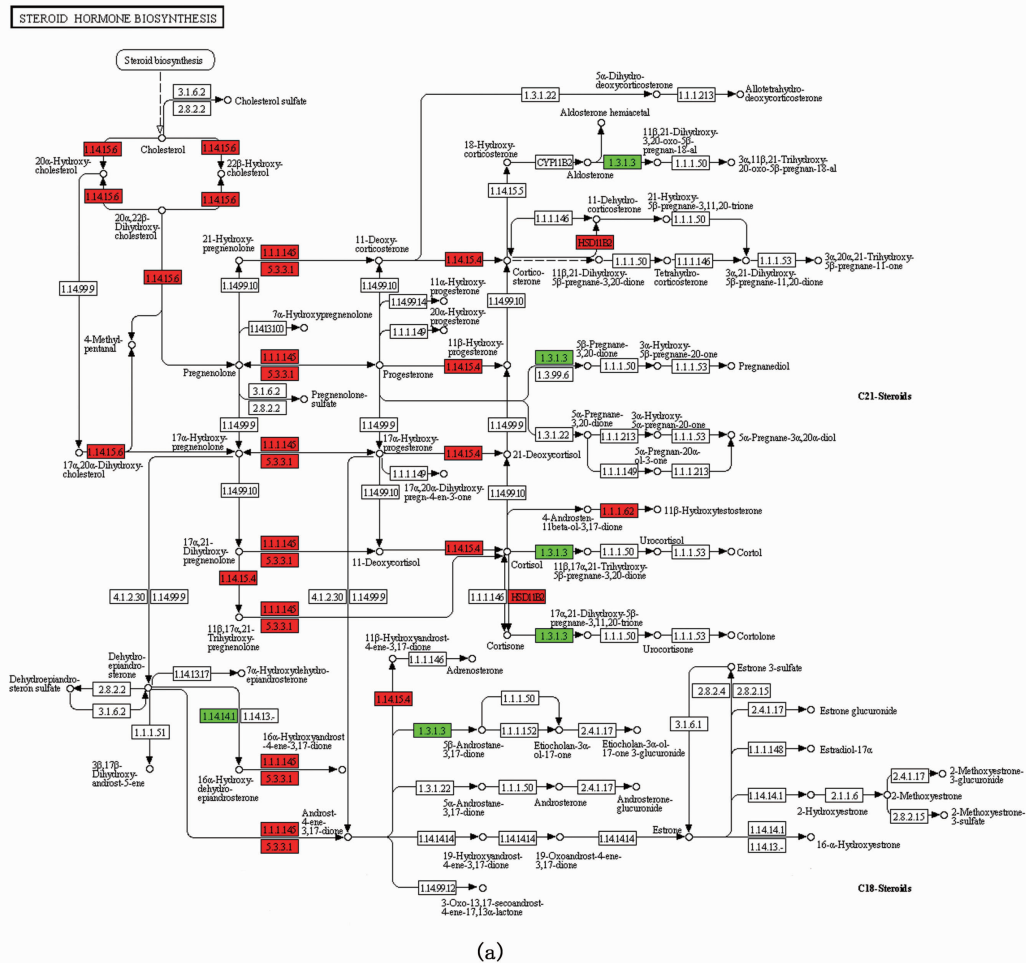 STEROID HORMONE BIOSYNTHESIS
Steroid biosynthesis
3.1.6.2
2.8.2.2
Cholesterol sulfate
1.14.15.6
1.14.15.6
Cholesterol
20α-Hydroxy-
cholesterol
22β-Hydroxy-
cholesterol
1.14.15.6
1.14.15.6
20α,22β-
Dihydroxy-
cholesterol
1.14.99.9
1.14.15.6
4-Methyl-
pentanal
1.14.15.6
17α,20α-Dihydroxy-
cholesterol
1.3.1.22
5α-Dihydro-
deoxycorticosterone
1.1.1.213
Allotetrahydro-
deoxycorticosterone
Aldosterone hemiacetal
18-Hydroxy-
corticosterone
CYP11B2
Aldosterone
1.3.1.3
11β,21-Dihydroxy-
3,20-oxo-5β-
pregnan-18-al
1.1.1.50
3α,11β,21-Trihydroxy-
20-oxo-5β-pregnan-18-al
1.14.15.5
11-Dehydro-
corticosterone
21-Hydroxy-
5β-pregnane-3,11,20-trione
1.1.1.146
1.1.1.50
HSD11B2
21-Hydroxy-
pregnenolone
1.1.1.145
5.3.3.1
11-Deoxy-
corticosterone
1.14.15.4
Cortico-
sterone
11β,21-Dihydroxy-
5β-pregnane-3,20-dione
1.1.1.50
Tetrahydro-
corticosterone
1.1.1.146
3α,21-Dihydroxy-
5β-pregnane-11,20-dione
1.1.1.53
3α,20α,21-Trihydroxy-
5β-pregnane-11-one
1.14.99.10
1.14.99.10
11α-Hydroxy-
progesterone
1.14.99.14
1.14.99.10
7α-Hydroxypregnenolone
1.14.13.100
20α-Hydroxy-
progesterone
1.1.1.149
11β-Hydroxy-
progesterone
Pregnenolone
1.1.1.145
5.3.3.1
Progesterone
1.14.15.4
1.3.1.3
1.3.99.6
5β-Pregnane-
3,20-dione
1.1.1.50
3α-Hydroxy-
5β-pregnane-20-one
1.1.1.53
Pregnanediol
C21-Steroids
3.1.6.2
2.8.2.2
Pregnenolone-
sulfate
1.14.99.9
1.14.99.9
1.14.99.9
1.3.1.22
5α-Pregnane-
3,20-dione
1.1.1.213
3α-Hydroxy-
5α-pregnan-20-one
1.1.1.53
5α-Pregnane-3α,20α-diol
1.1.1.149
5α-Pregnan-20α-
ol-3-one
1.1.1.213
17α-Hydroxy-
pregnenolone
1.1.1.145
5.3.3.1
17α-Hydroxy-
progesterone
1.14.15.4
21-Deoxycortisol
1.1.1.149
17α,20α-Dihydroxy-
pregn-4-en-3-one
1.14.99.10
1.14.99.10
1.14.99.10
4-Androsten-
11beta-ol-3,17-dione
1.1.1.62
11β-Hydroxytestosterone
17α,21-
Dihydroxy-
pregnenolone
1.1.1.145
5.3.3.1
11-Deoxycortisol
1.14.15.4
Cortisol
1.3.1.3
11β,17α,21-Trihydroxy-
5β-pregnane-3,20-dione
1.1.1.50
Urocortisol
1.1.1.53
Cortol
1.14.15.4
4.1.2.30
1.14.99.9
4.1.2.30
1.14.99.9
1.1.1.146
HSD11B2
11β,17α,21-
Trihydroxy-
pregnenolone
1.1.1.145
5.3.3.1
Cortisone
1.3.1.3
17α,21-Dihydroxy-5β-
pregnane-3,11,20-trione
1.1.1.50
Urocortisone
1.1.1.53
Cortolone
11β-Hydroxyandrost-
4-ene-3,17-dione
1.1.1.146
Adrenosterone
Dehydro-
epiandro-
sterone
1.14.13.17
7α-Hydroxydehydro-
epiandrosterone
Dehydroepiandro-
steron sulfate
2.8.2.2
3.1.6.2
1.1.1.51
3β,17β-
Dihydroxy-
androst-5-ene
1.14.14.1
1.14.13.-
16α-Hydroxyandrost
-4-ene-3,17-dione
1.1.1.145
5.3.3.1
16α-Hydroxy-
dehydro-
epiandrosterone
1.14.15.4
1.3.1.3
5β-Androstane-
3,17-dione
1.1.1.50
1.1.1.152
Etiocholan-3α-
ol-17-one
2.4.1.17
Etiocholan-3α-ol-
17-one 3-glucuronide
1.3.1.22
5α-Androstane-
3,17-dione
1.1.1.50
Androsterone
2.4.1.17
Androsterone-
glucuronide
1.1.1.145
5.3.3.1
Androst-
4-ene-
3,17-dione
1.14.14.14
19-Hydroxyandrost-
4-ene-3,17-dione
1.14.14.14
19-Oxoandrost-4-ene-
3,17-dione
1.14.14.14
Estrone
1.14.99.12
3-Oxo-13,17-secoandrost-
4-ene-17,13α-lactone
Estrone 3-sulfate
2.8.2.4
2.8.2.15
3.1.6.1
2.4.1.17
Estrone glucuronide
1.1.1.148
Estradiol-17α
1.14.14.1
2-Hydroxyestrone
2.1.1.6
2-Methoxyestrone
2.4.1.17
2-Methoxyestrone-
3-glucuronide
2.8.2.15
2-Methoxyestrone-
3-sulfate
1.14.14.1
1.14.13.-
16-α-Hydroxyestrone
C18-Steroids
(a)